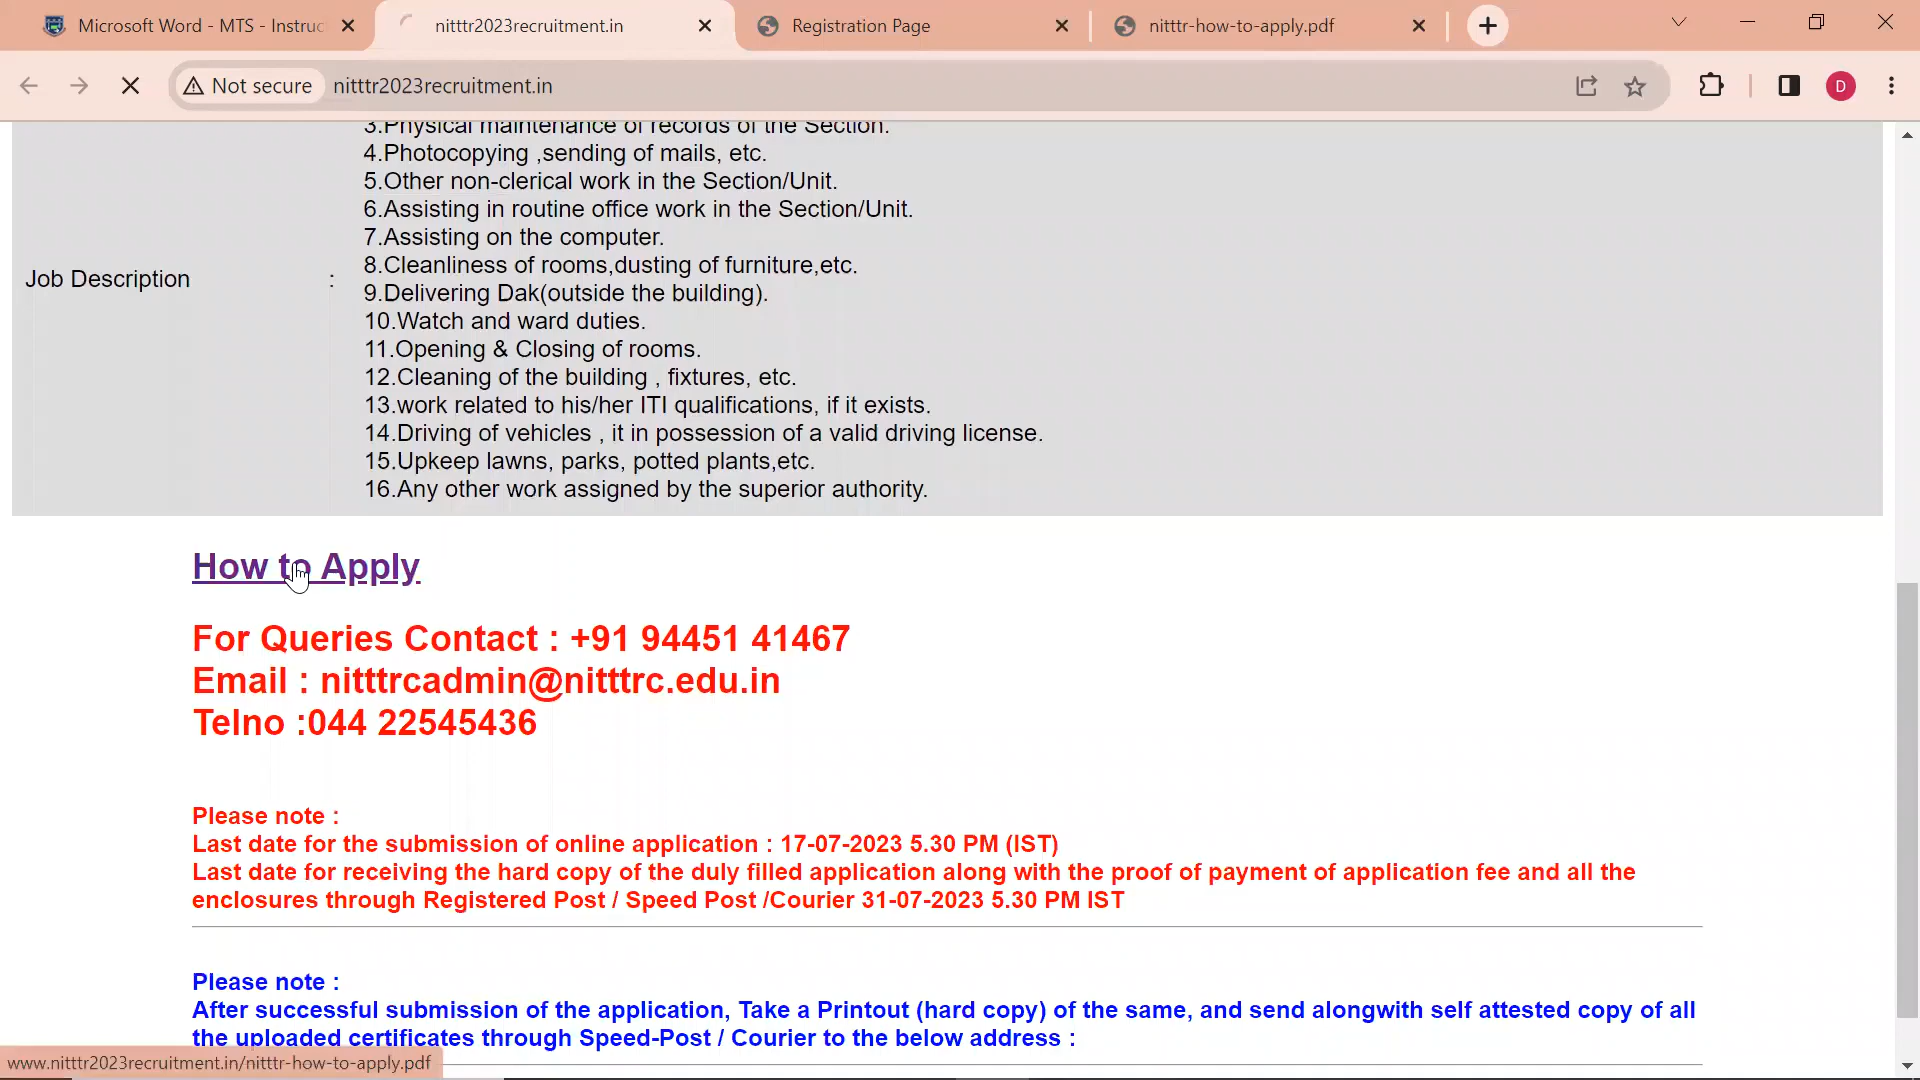 Microsoft Word - MTS - Instruc
nitttr2023recruitment.in
Registration Page
nitttr-how-to-apply.pdf
Not secure
nitttr2023recruitment.in
D
3.Physical maintenance of records of the Section.
4.Photocopying ,sending of mails, etc.
5.Other non-clerical work in the Section/Unit.
6.Assisting in routine office work in the Section/Unit.
7.Assisting on the computer.
8.Cleanliness of rooms,dusting of furniture,etc.
Job Description :
9.Delivering Dak(outside the building).
10.Watch and ward duties.
11.Opening & Closing of rooms.
12.Cleaning of the building , fixtures, etc.
13.work related to his/her ITI qualifications, if it exists.
14.Driving of vehicles , it in possession of a valid driving license.
15.Upkeep lawns, parks, potted plants,etc.
16.Any other work assigned by the superior authority.
How to Apply
For Queries Contact : +91 94451 41467
Email : nitttrcadmin@nitttrc.edu.in
Telno :044 22545436
Please note :
Last date for the submission of online application : 17-07-2023 5.30 PM (IST)
Last date for receiving the hard copy of the duly filled application along with the proof of payment of application fee and all the
enclosures through Registered Post / Speed Post /Courier 31-07-2023 5.30 PM IST
Please note :
After successful submission of the application, Take a Printout (hard copy) of the same, and send alongwith self attested copy of all
the uploaded certificates through Speed-Post / Courier to the below address :
www.nitttr2023recruitment.in/nitttr-how-to-apply.pdf